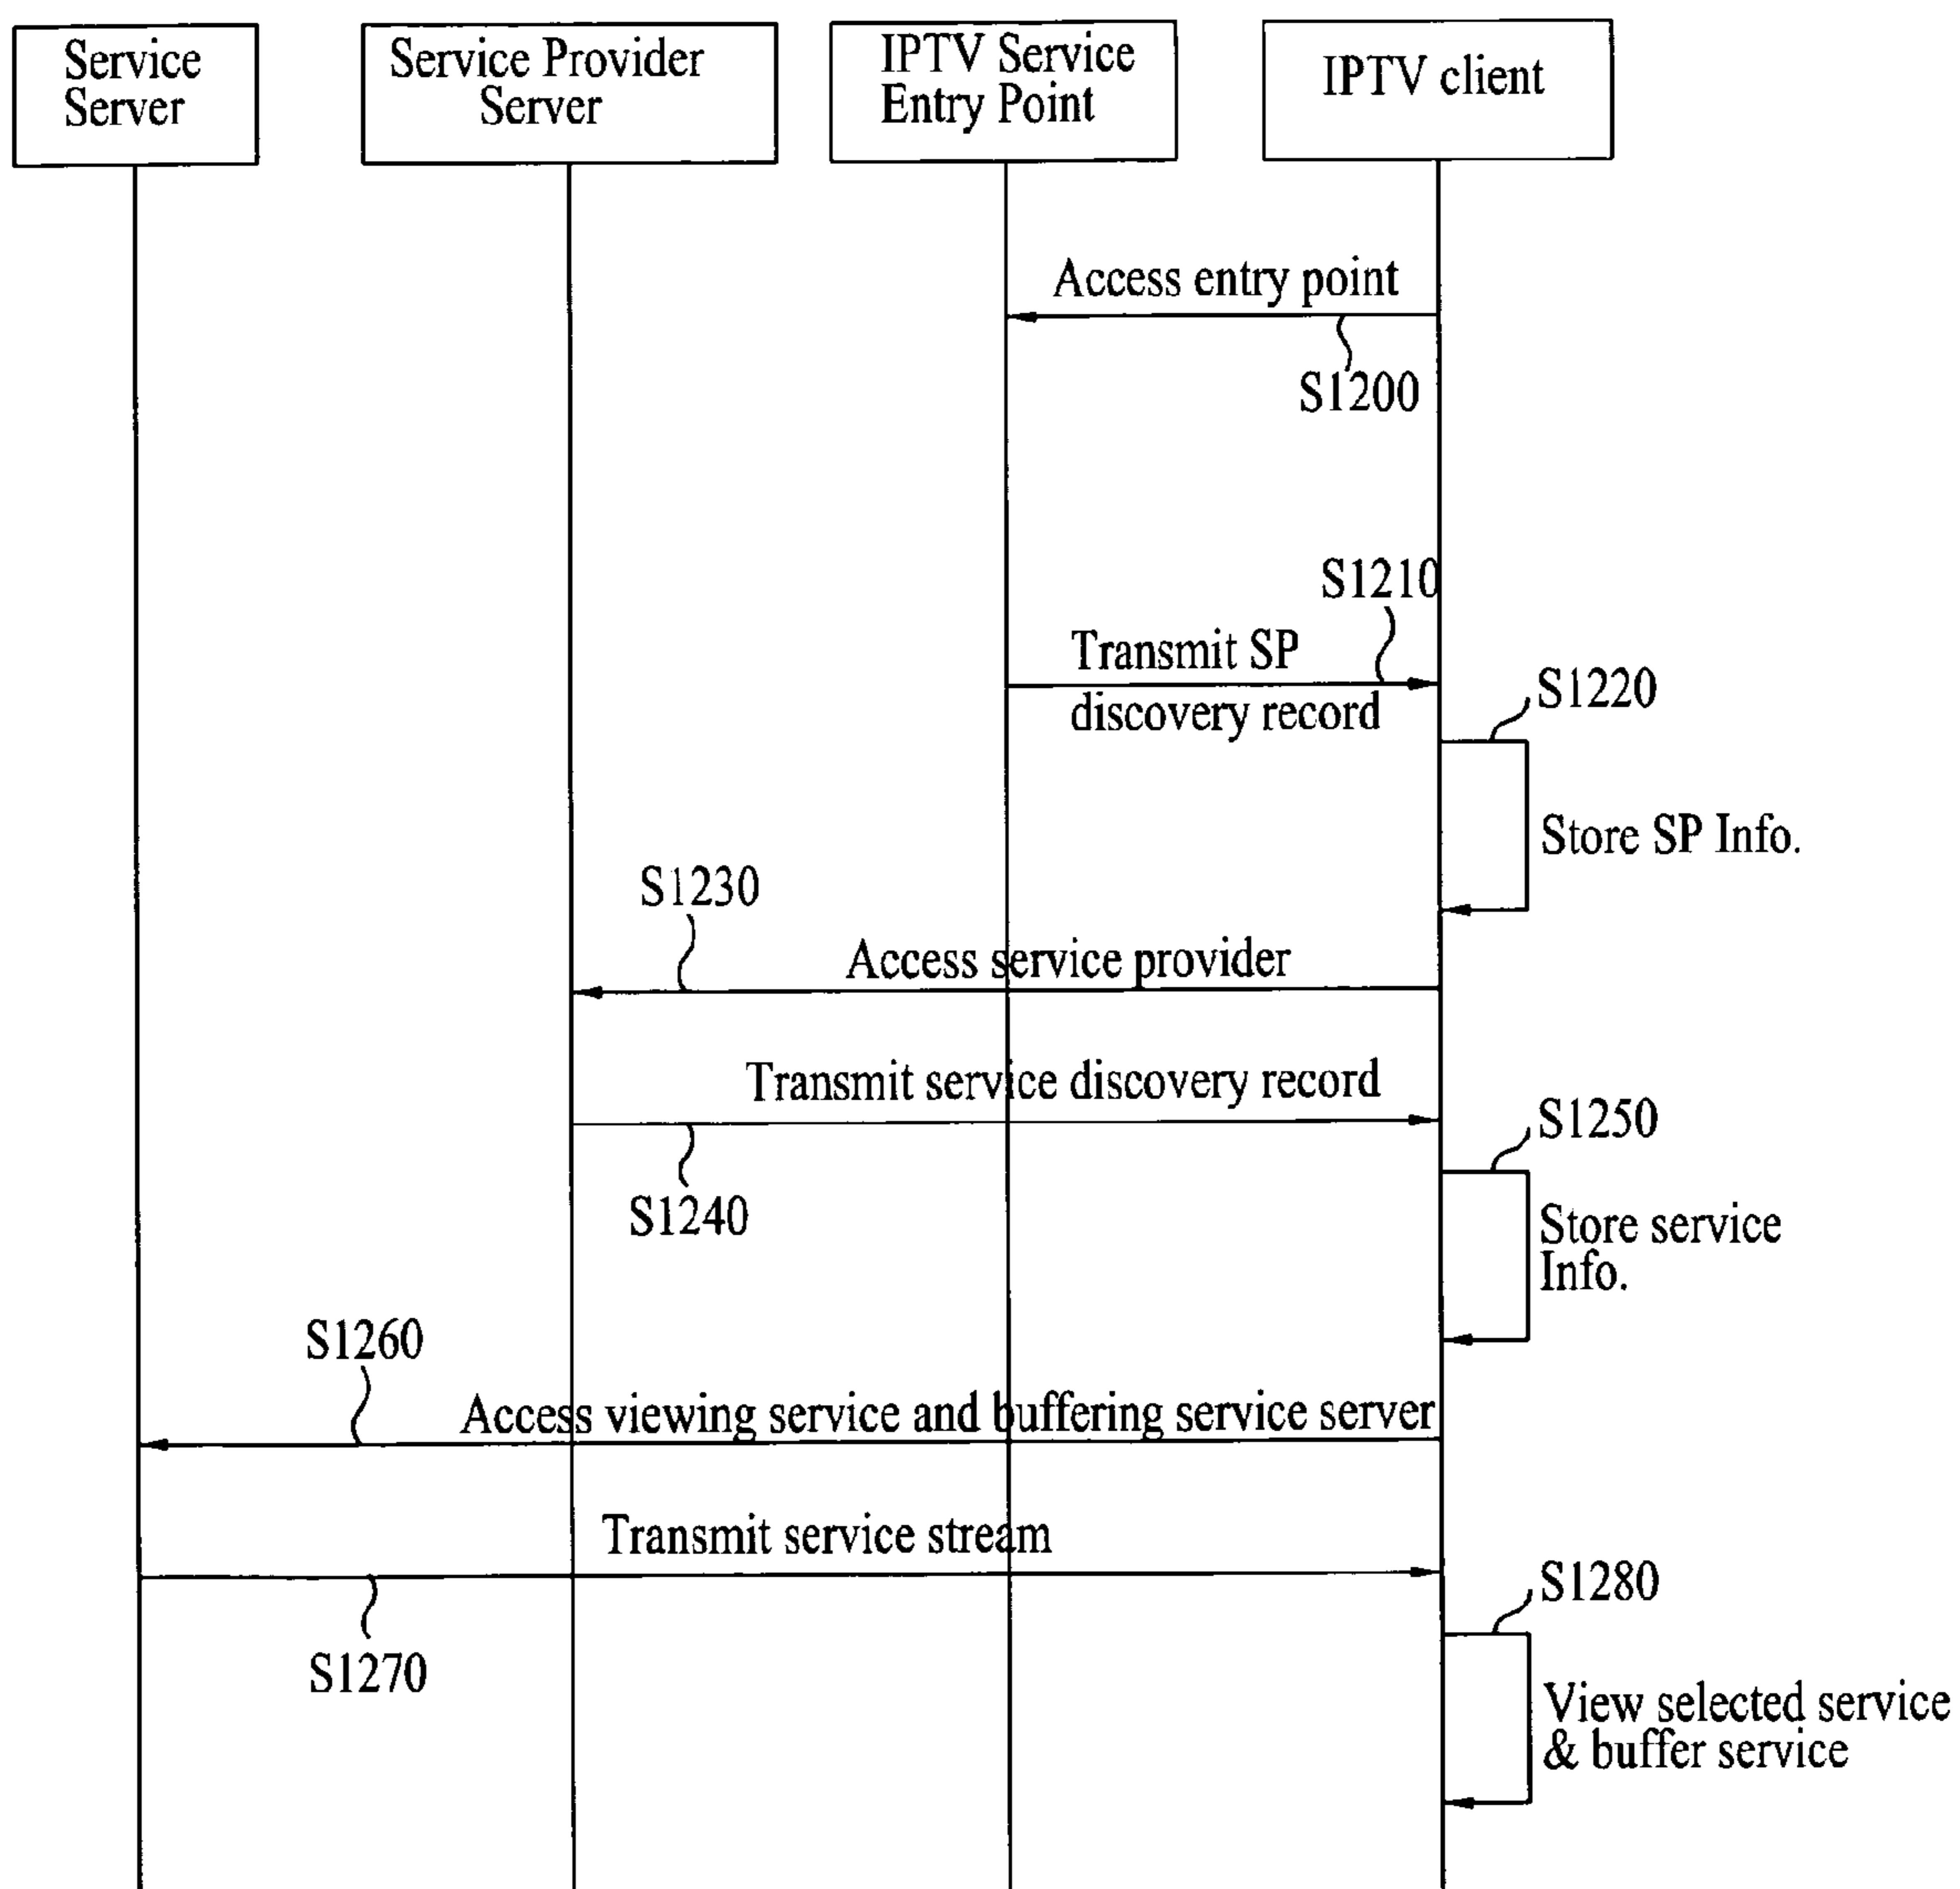 Service
Server
Service Provider
Server
IPTV Service
Entry Point
IPTV client
Access entry point
S1200
S1210
Transmit SP
discovery record
S1220
Store SP Info.
S1230
Access service provider
Transmit service discovery record
S1240
S1250
Store service
Info.
S1260
Access viewing service and buffering service server
Transmit service stream
S1270
S1280
View selected service
& buffer service